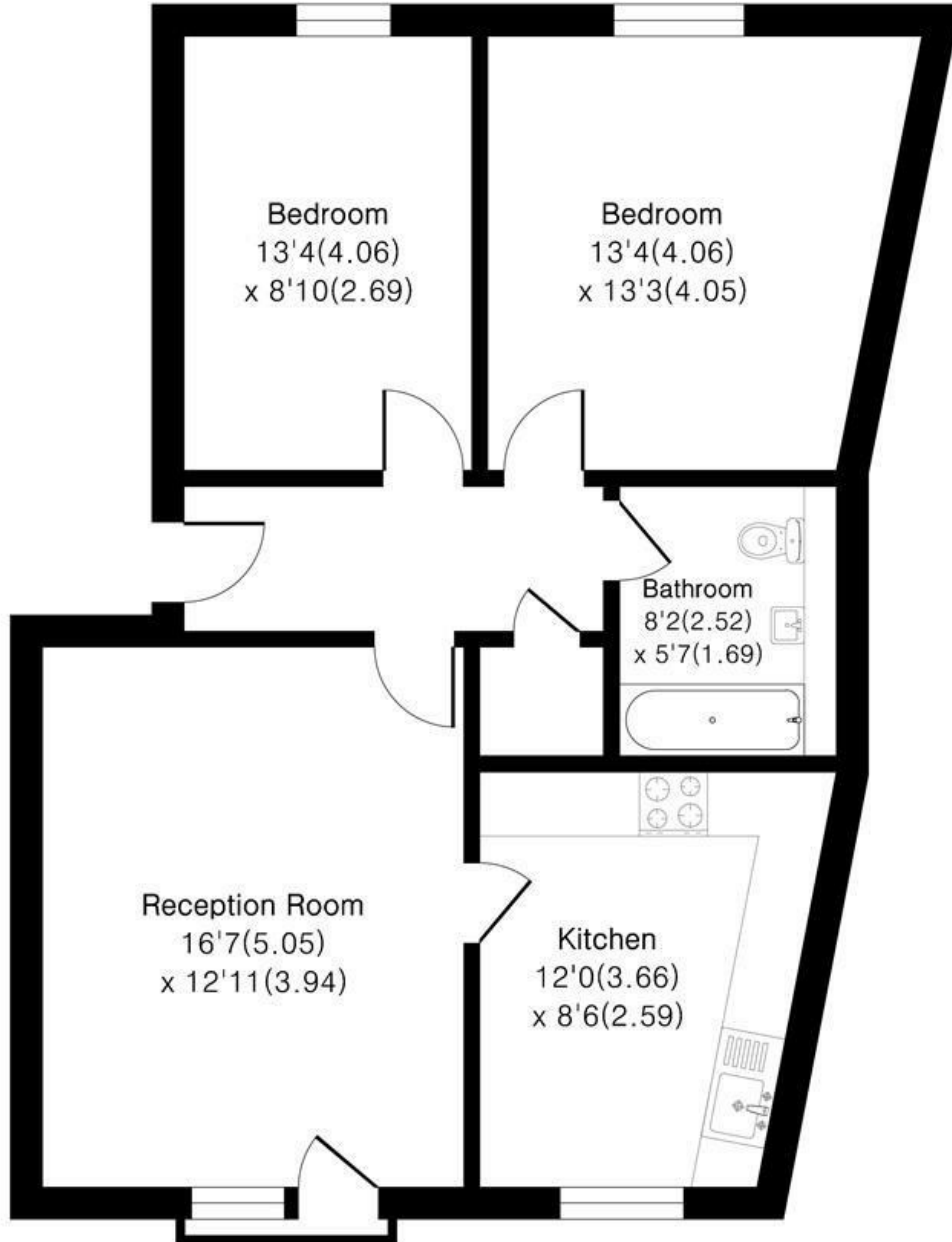 Bedroom
13'4(4.06)
x 8'10(2.69)
Bedroom
13'4(4.06)
x 13'3(4.05)
Bathroom
8'2(2.52)
x 5'7(1.69)
Reception Room
16'7(5.05)
x 12'11(3.94)
Kitchen
12'0(3.66)
x 8'6(2.59)